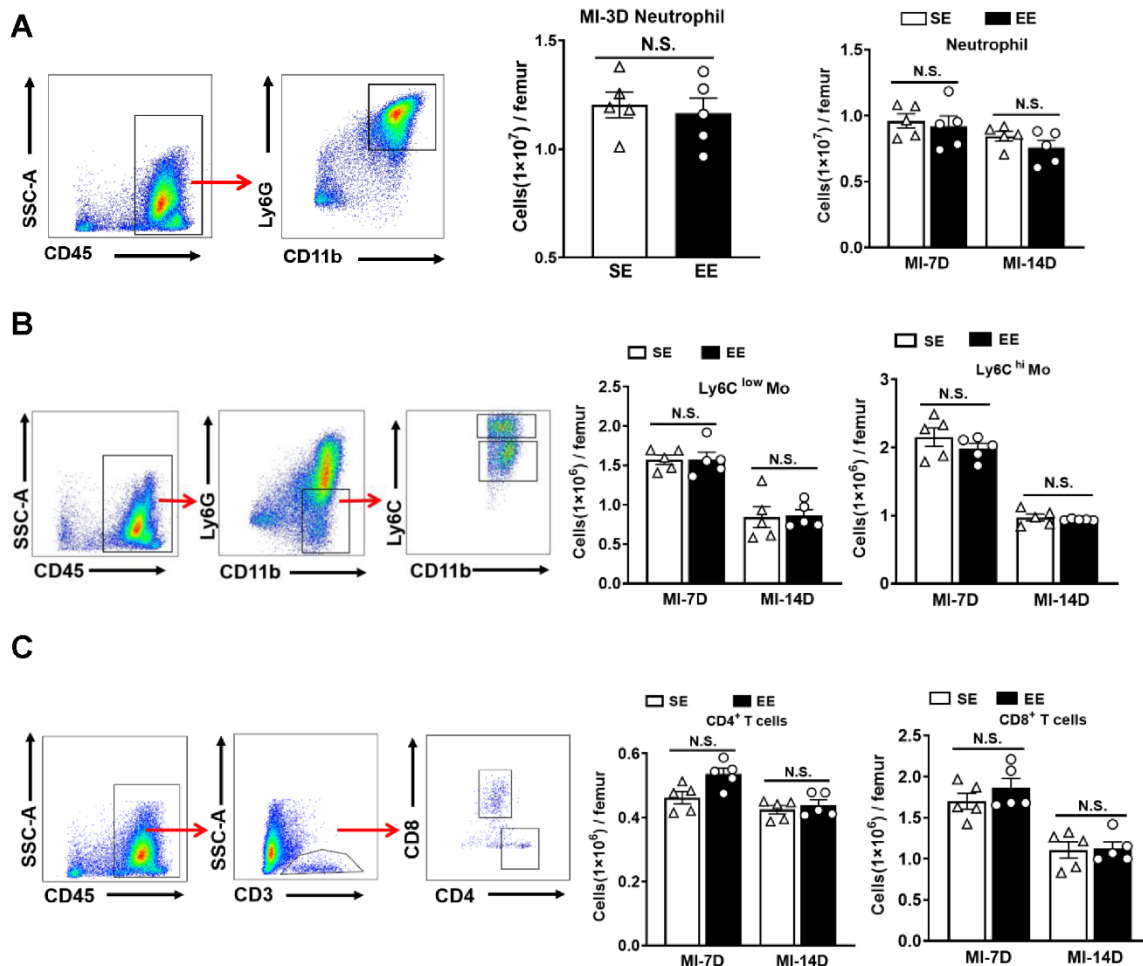 A
SSC-A
CD45
Ly6G
CD11b
MI-3D Neutrophil
N.S.
Cells(1×10⁷) / femur
1.5
1.0
0.5
SE
EE
SE
EE
Neutrophil
N.S.
N.S.
Cells(1×10⁷) / femur
1.5
1.0
0.5
0.0
MI-7D
MI-14D
B
SSC-A
CD45
Ly6G
CD11b
Ly6C
CD11b
SE
EE
Ly6C low Mo
N.S.
N.S.
Cells(1×10⁶) / femur
2.5
2.0
1.5
1.0
0.5
0.0
MI-7D
MI-14D
SE
EE
Ly6C hi Mo
N.S.
N.S.
Cells(1×10⁶) / femur
3
2
1
0
MI-7D
MI-14D
C
SSC-A
CD45
SSC-A
CD3
CD8
CD4
SE
EE
CD4⁺ T cells
N.S.
N.S.
Cells(1×10⁶) / femur
0.6
0.4
0.2
0.0
MI-7D
MI-14D
SE
EE
CD8⁺ T cells
N.S.
N.S.
Cells(1×10⁶) / femur
2.5
2.0
1.5
1.0
0.5
0.0
MI-7D
MI-14D